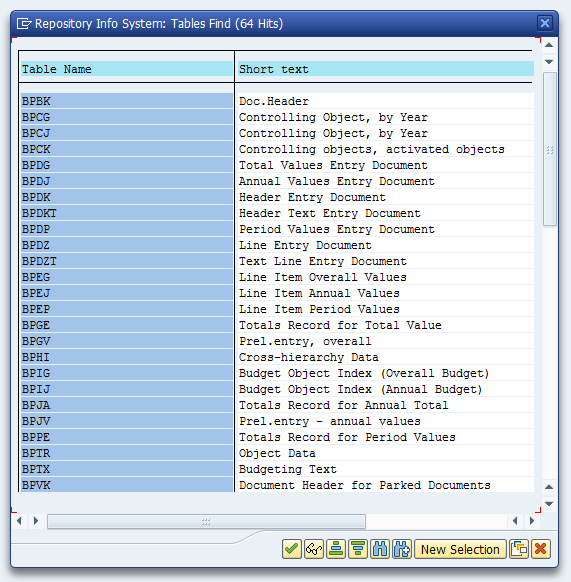 Repository Info System: Tables Find (64 Hits)
Table Name Short text
BPBK Doc.Header
BPCG Controlling Object, by Year
BPCJ Controlling Object, by Year
BPCK Controlling objects, activated objects
BPDG Total Values Entry Document
BPDJ Annual Values Entry Document
BPDK Header Entry Document
BPDKT Header Text Entry Document
BPDP Period Values Entry Document
BPDZ Line Entry Document
BPDZT Text Line Entry Document
BPEG Line Item Overall Values
BPEJ Line Item Annual Values
BPEP Line Item Period Values
BPGE Totals Record for Total Value
BPGV Prel.entry, overall
BPHI Cross-hierarchy Data
BPIG Budget Object Index (Overall Budget)
BPIJ Budget Object Index (Annual Budget)
BPJA Totals Record for Annual Total
BPJV Prel.entry - annual values
BPPE Totals Record for Period Values
BPTR Object Data
BPTX Budgeting Text
BPVK Document Header for Parked Documents
New Selection